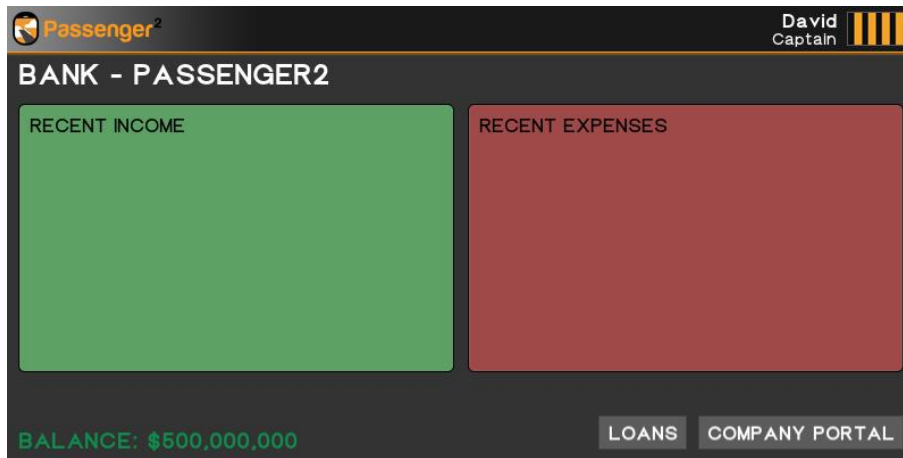 Passenger²
David
Captain
BANK - PASSENGER2
RECENT INCOME
RECENT EXPENSES
BALANCE: $500,000,000
LOANS
COMPANY PORTAL